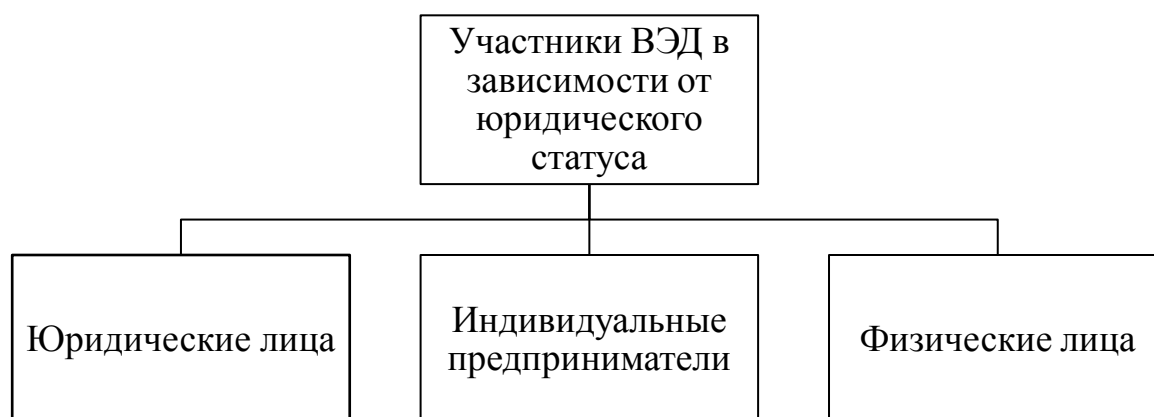 Участники ВЭД в
зависимости от
юридического
статуса
Юридические лица
Индивидуальные
предприниматели
Физические лица